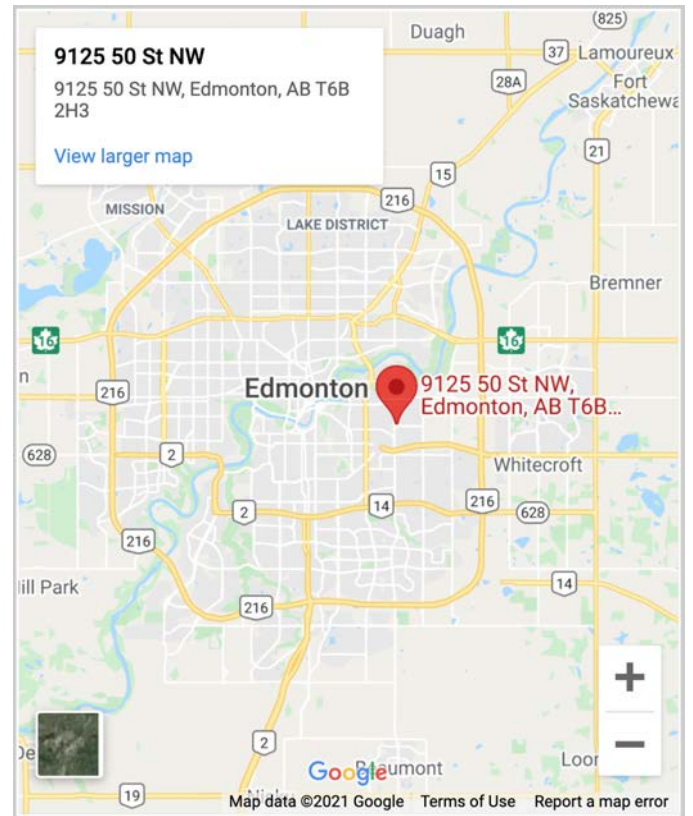 9125 50 St NW
9125 50 St NW, Edmonton, AB T6B
2H3
View larger map
825
Duagh
37
Lamoureux
28A
Fort
Saskatchewa
21
15
216
MISSION
LAKE DISTRICT
Bremner
16
16
Edmonton
9125 50 St NW,
Edmonton, AB T6B...
216
628
2
Whitecroft
2
14
216
628
216
ill Park
14
216
2
Google
aumont
19
Map data ©2021 Google Terms of Use Report a map error